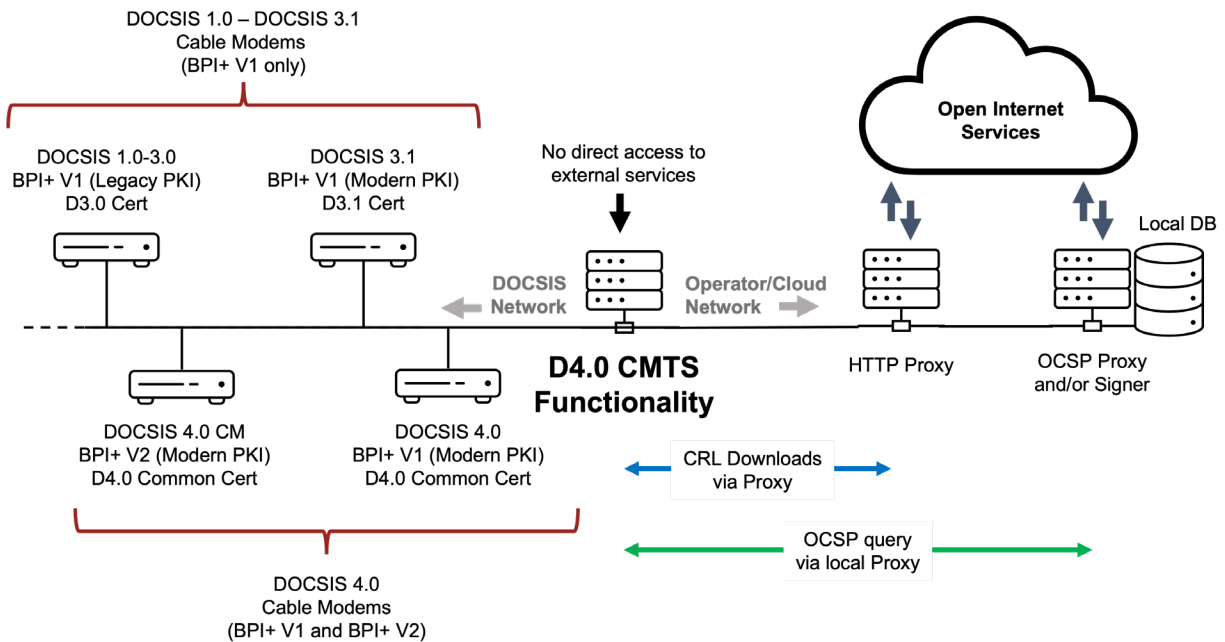 DOCSIS 1.0 – DOCSIS 3.1
Cable Modems
(BPI+ V1 only)
DOCSIS 1.0-3.0
BPI+ V1 (Legacy PKI)
D3.0 Cert
DOCSIS 3.1
BPI+ V1 (Modern PKI)
D3.1 Cert
No direct access to
external services
Open Internet
Services
Local DB
DOCSIS
Network
Operator/Cloud
Network
D4.0 CMTS
Functionality
HTTP Proxy
OCSP Proxy
and/or Signer
DOCSIS 4.0 CM
BPI+ V2 (Modern PKI)
D4.0 Common Cert
DOCSIS 4.0
BPI+ V1 (Modern PKI)
D4.0 Common Cert
CRL Downloads
via Proxy
OCSP query
via local Proxy
DOCSIS 4.0
Cable Modems
(BPI+ V1 and BPI+ V2)